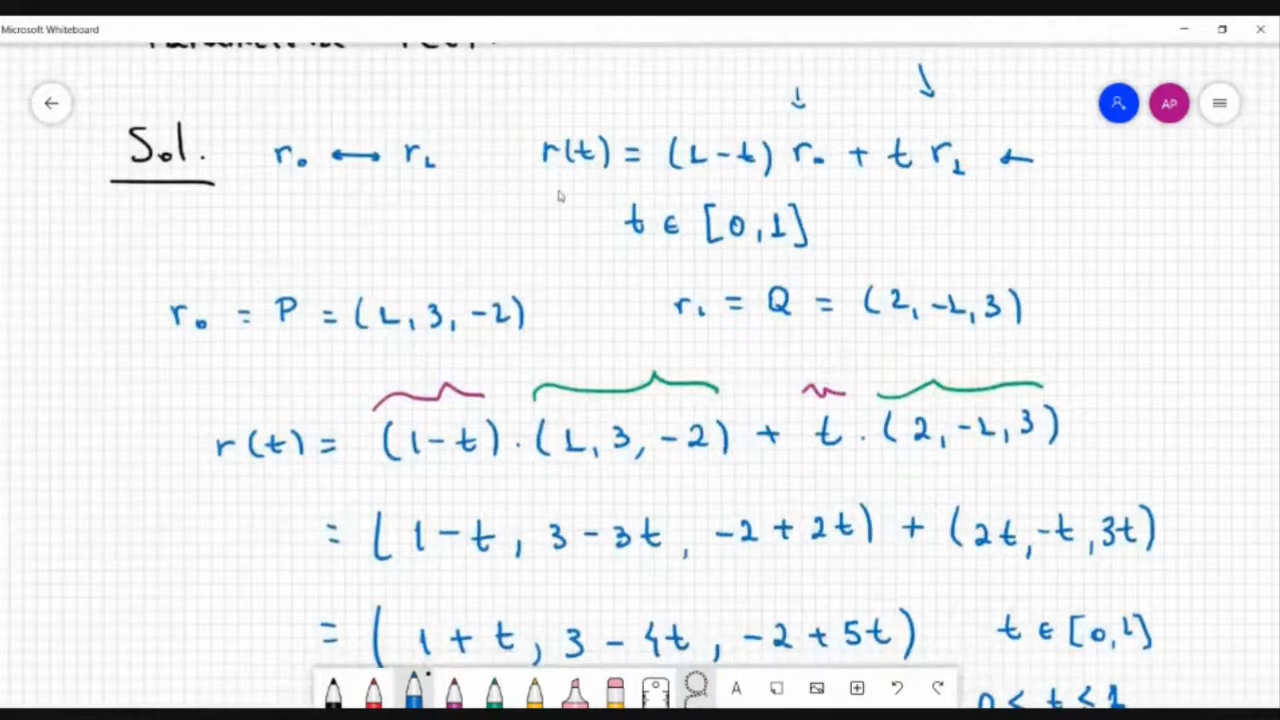 Microsoft Whiteboard
AP
Sol. r₀ ⟷ r₁ r(t) = (1-t) r₀ + t r₁ ←
t ∈ [0,1]
r₀ = P = (1, 3, -2) r₁ = Q = (2, -1, 3)
r(t) = (1-t) · (1, 3, -2) + t · (2, -1, 3)
= (1-t, 3-3t, -2+2t) + (2t, -t, 3t)
= (1+t, 3-4t, -2+5t) t ∈ [0,1]
A